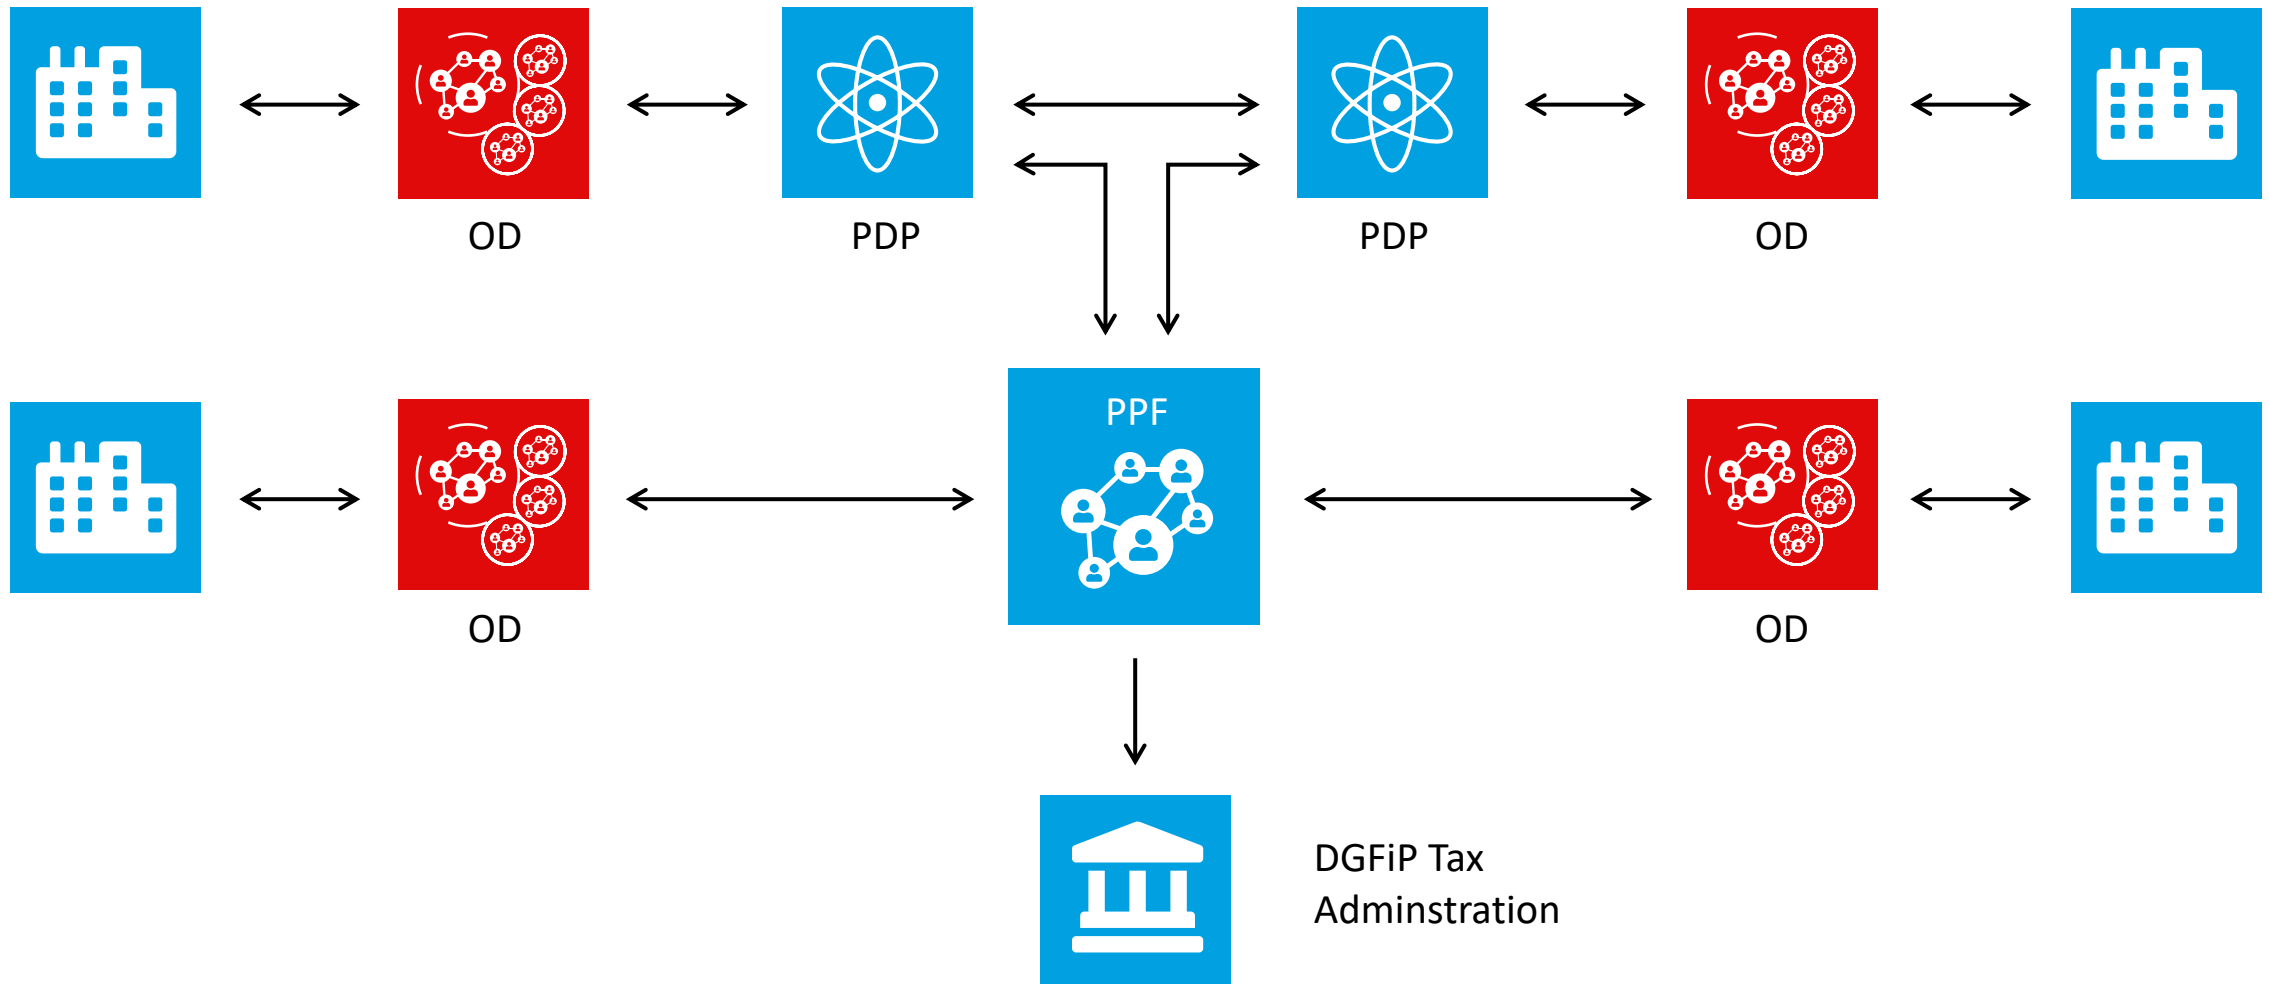 OD
PDP
PDP
OD
PPF
OD
OD
DGFiP Tax
Adminstration